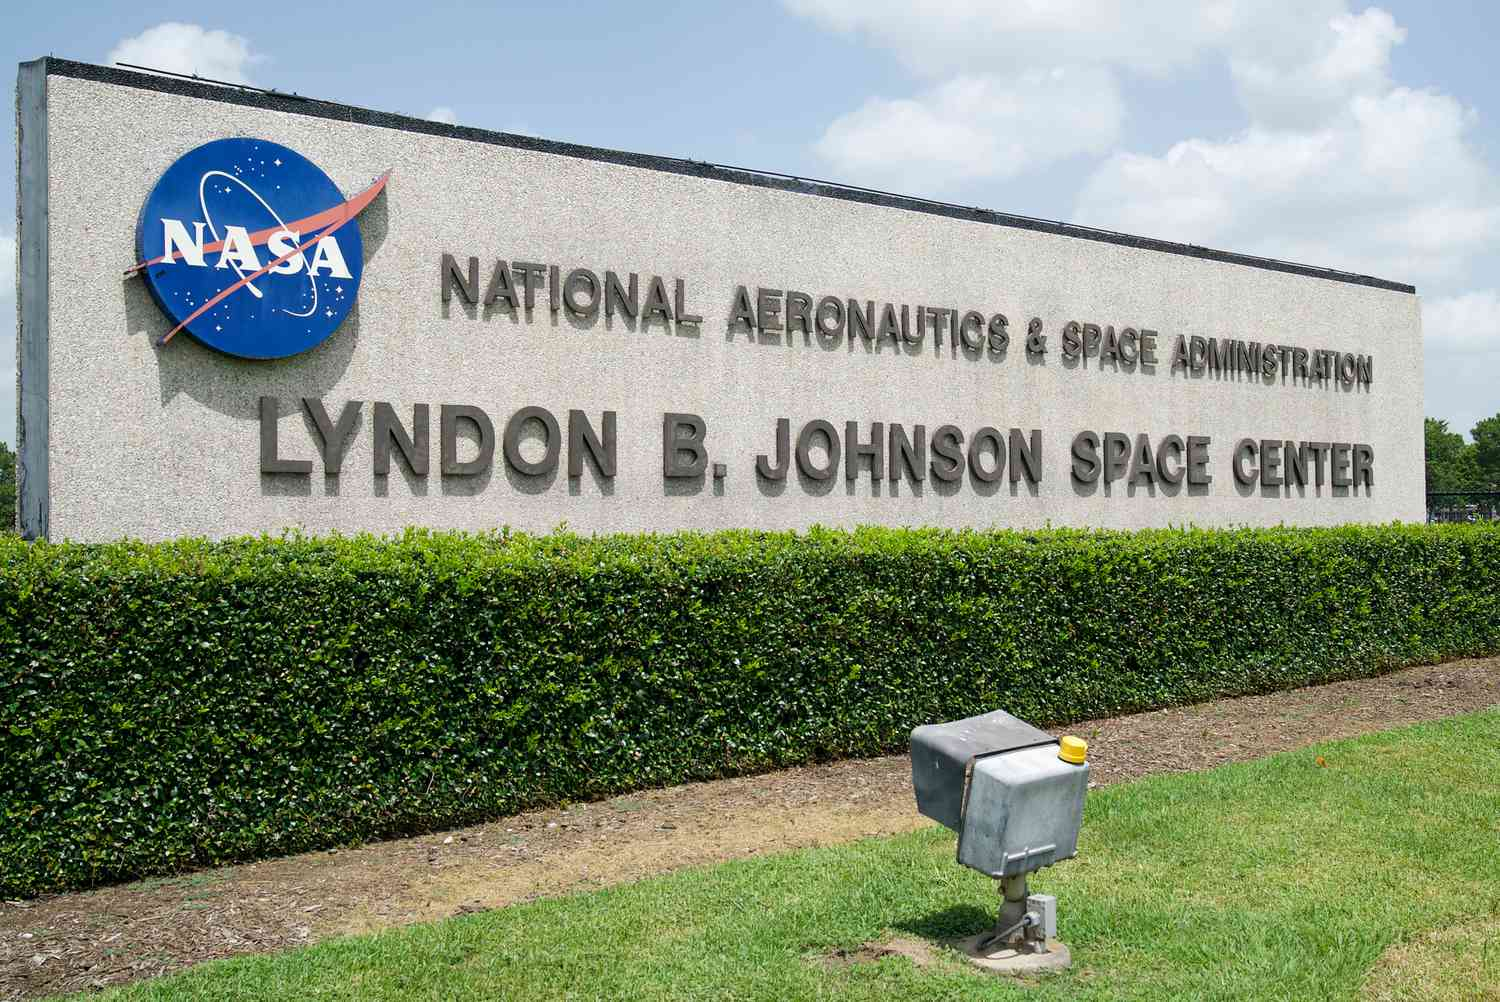 NASA
NATIONAL AERONAUTICS & SPACE ADMINISTRATION
LYNDON B. JOHNSON SPACE CENTER